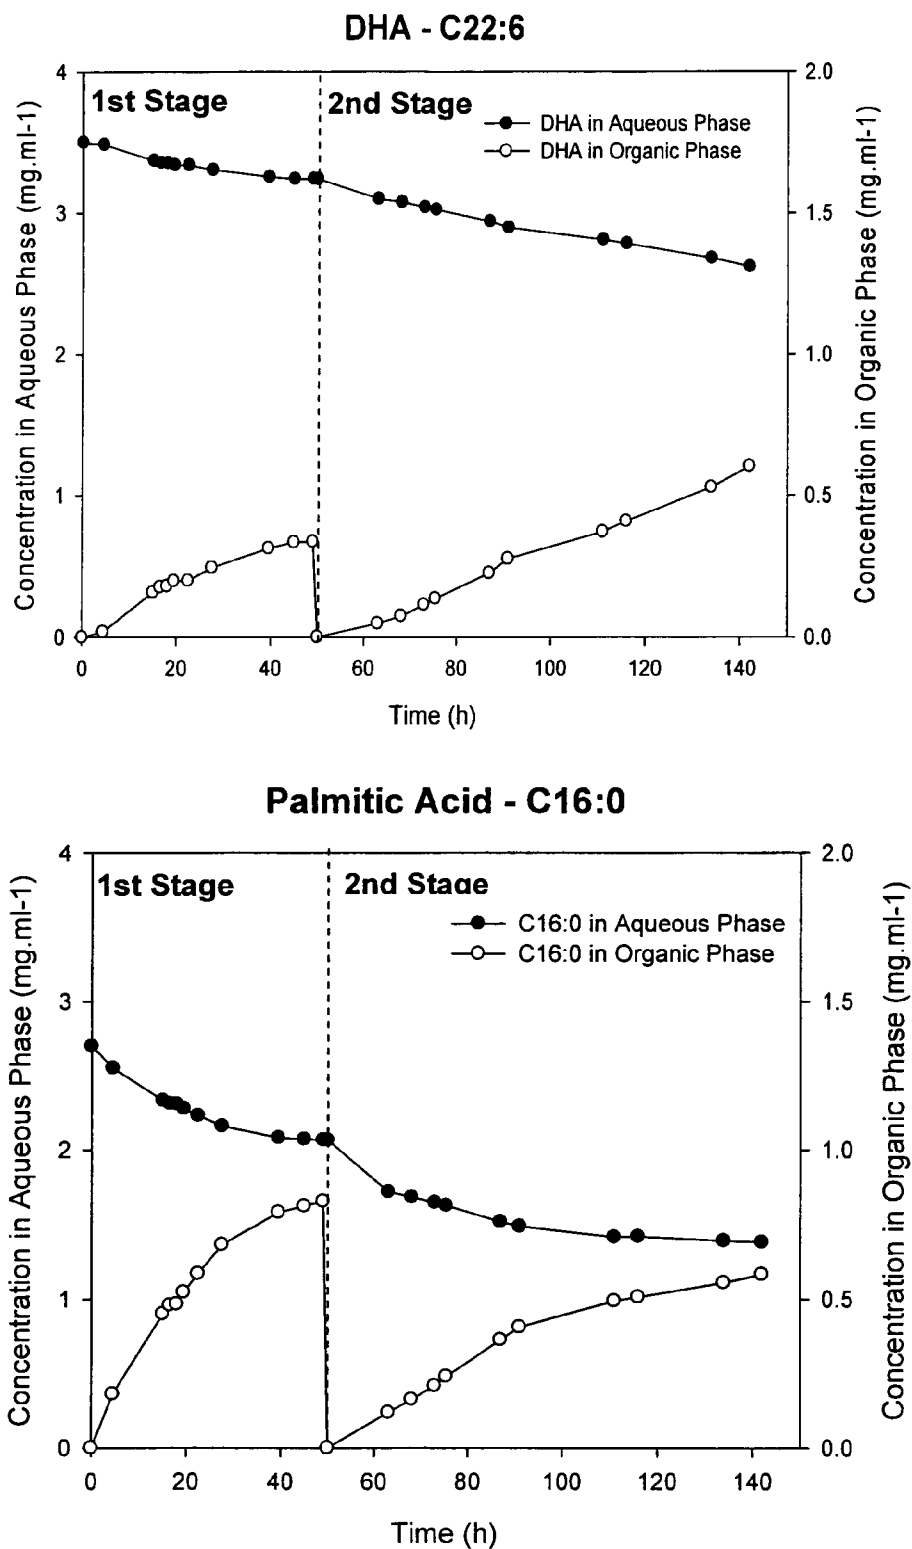 DHA - C22:6
4
2.0
1st Stage
2nd Stage
DHA in Aqueous Phase
DHA in Organic Phase
3
1.5
2
1.0
1
0.5
0
0.0
0 20 40 60 80 100 120 140
Time (h)
Concentration in Aqueous Phase (mg.ml-1)
Concentration in Organic Phase (mg.ml-1)
Palmitic Acid - C16:0
4
2.0
1st Stage
2nd Stage
C16:0 in Aqueous Phase
C16:0 in Organic Phase
3
1.5
2
1.0
1
0.5
0
0.0
0 20 40 60 80 100 120 140
Time (h)
Concentration in Aqueous Phase (mg.ml-1)
Concentration in Organic Phase (mg.ml-1)